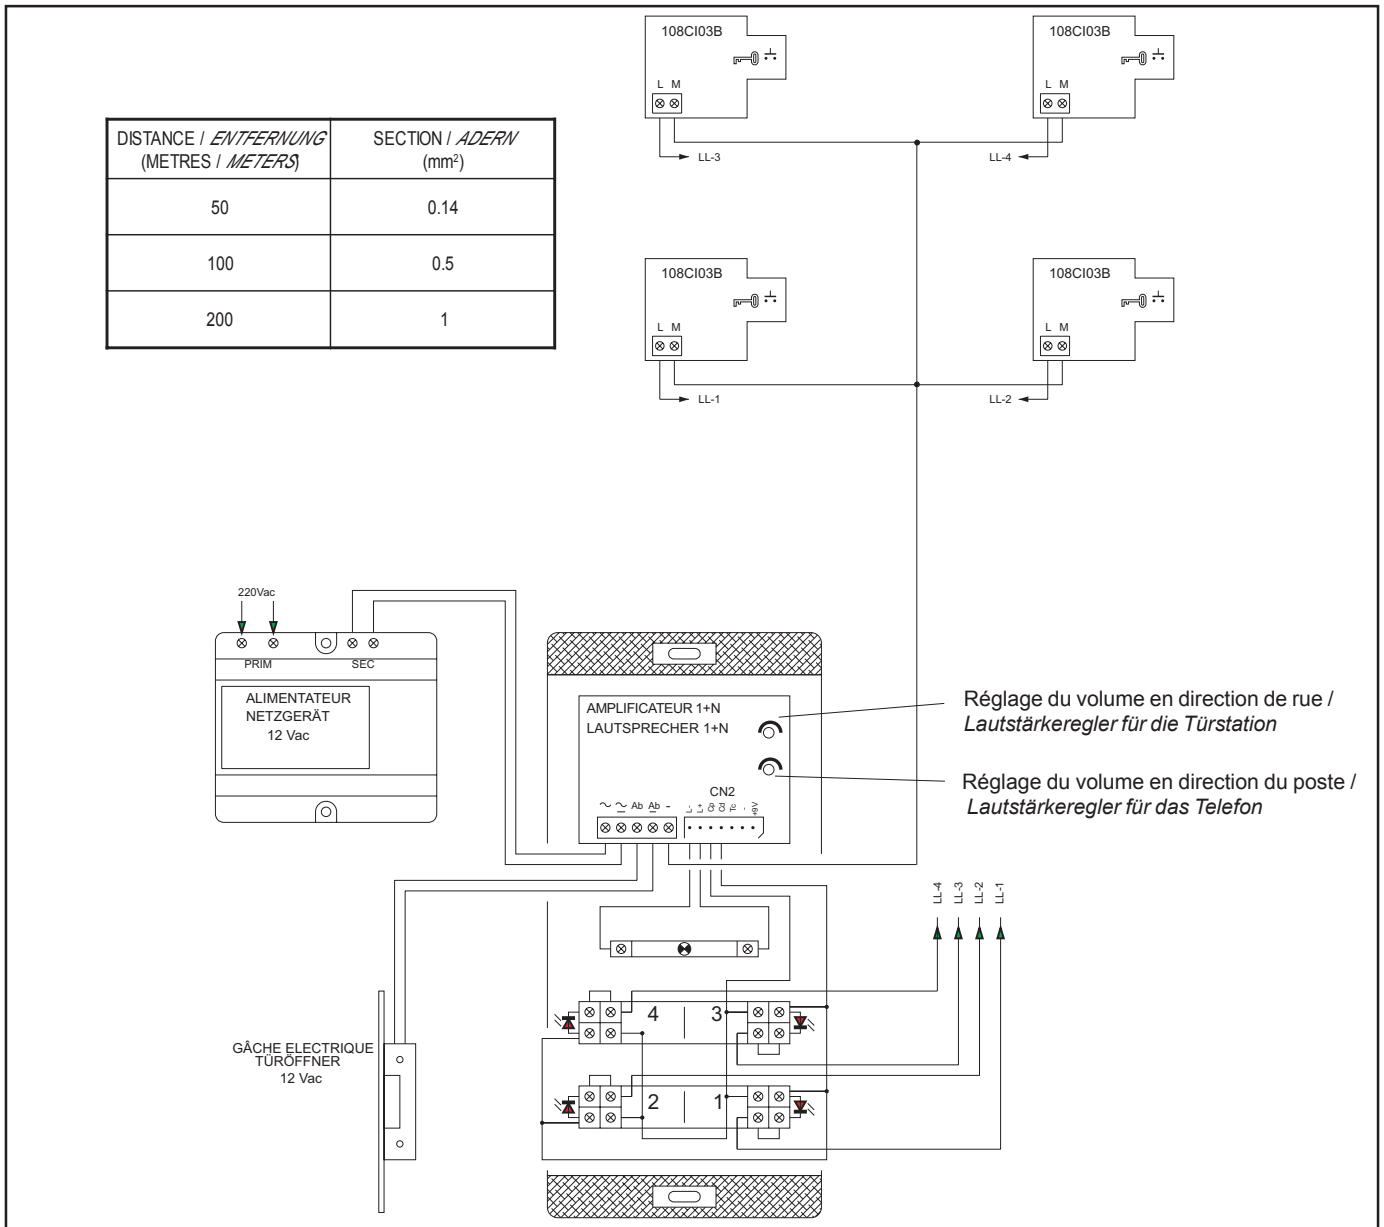 108CI03B
108CI03B
L M
L M
LL-3
LL-4
DISTANCE / ENTFERNUNG
(METRES / METERS)
SECTION / ADERN
(mm²)
50
0.14
100
0.5
200
1
108CI03B
108CI03B
L M
L M
LL-1
LL-2
220Vac
PRIM
SEC
ALIMENTATEUR
NETZGERÄT
12 Vac
AMPLIFICATEUR 1+N
LAUTSPRECHER 1+N
Réglage du volume en direction de rue /
Lautstärkeregler für die Türstation
Réglage du volume en direction du poste /
Lautstärkeregler für das Telefon
CN2
~ ~ Ab Ab -
L- L+ Cp Cd Tc - +9V
LL-4
LL-3
LL-2
LL-1
4
3
2
1
GÂCHE ELECTRIQUE
TÜRÖFFNER
12 Vac